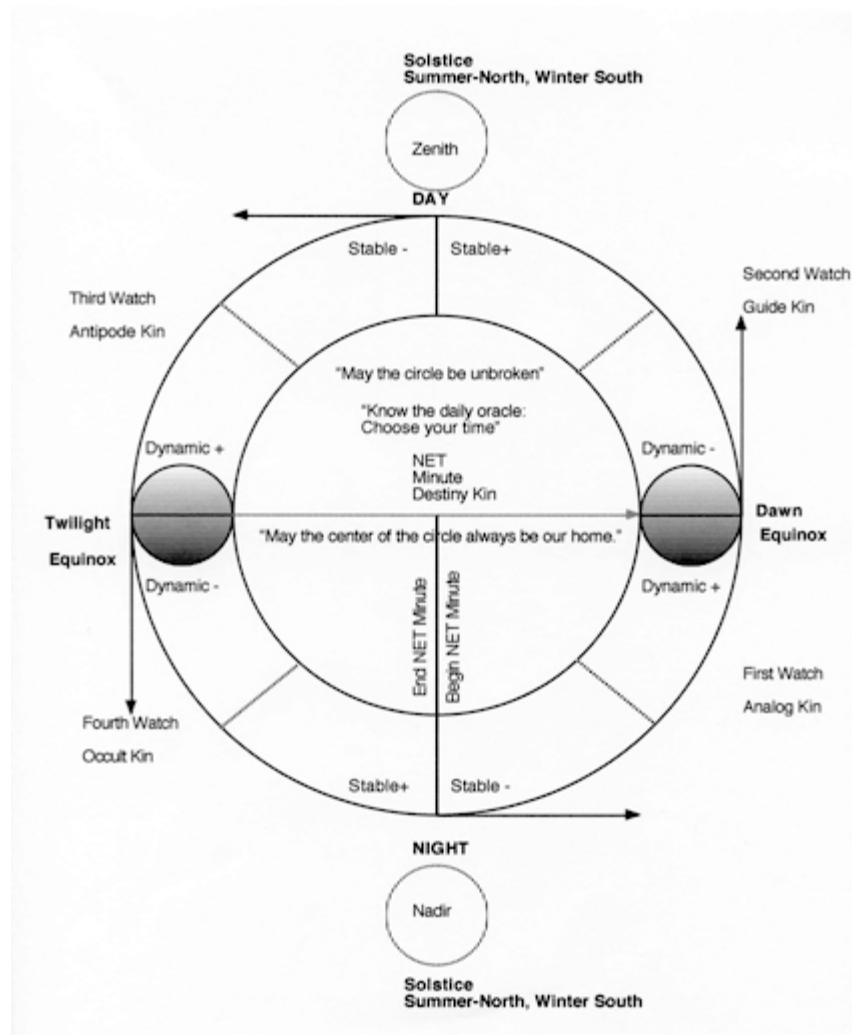 Solstice
Summer-North, Winter South
Zenith
DAY
Stable -
Stable+
Second Watch
Guide Kin
Third Watch
Antipode Kin
"May the circle be unbroken"
"Know the daily oracle:
Choose your time"
Dynamic +
Dynamic -
NET
Minute
Destiny Kin
Twilight
Equinox
Dawn
Equinox
"May the center of the circle always be our home."
Dynamic -
Dynamic +
End NET Minute
Begin NET Minute
First Watch
Analog Kin
Fourth Watch
Occult Kin
Stable+
Stable -
NIGHT
Nadir
Solstice
Summer-North, Winter South